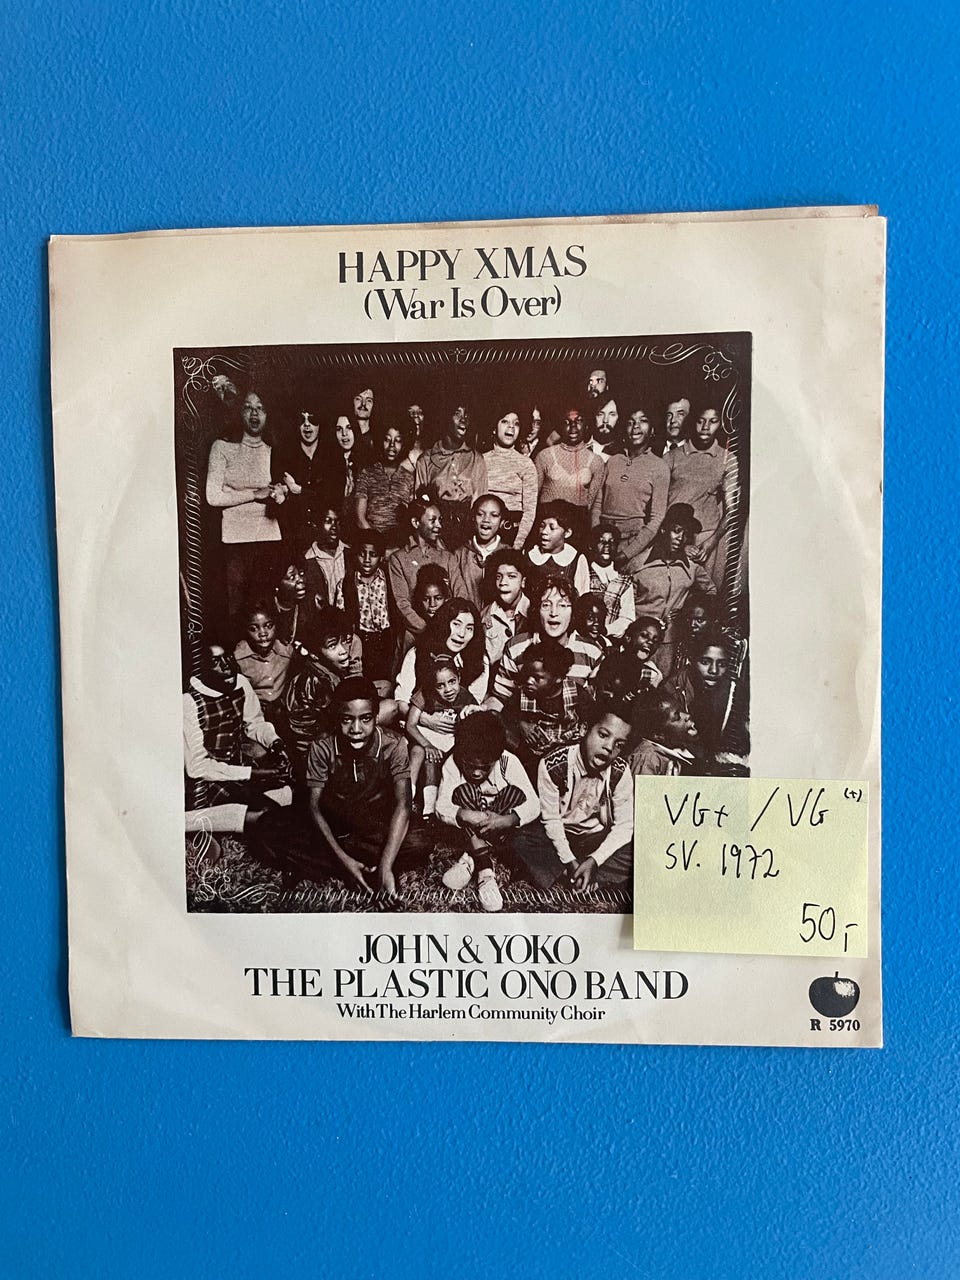 HAPPY XMAS
(War Is Over)
VG+ / VG (+)
SV. 1972
50,-
JOHN & YOKO
THE PLASTIC ONO BAND
With The Harlem Community Choir
R 5970